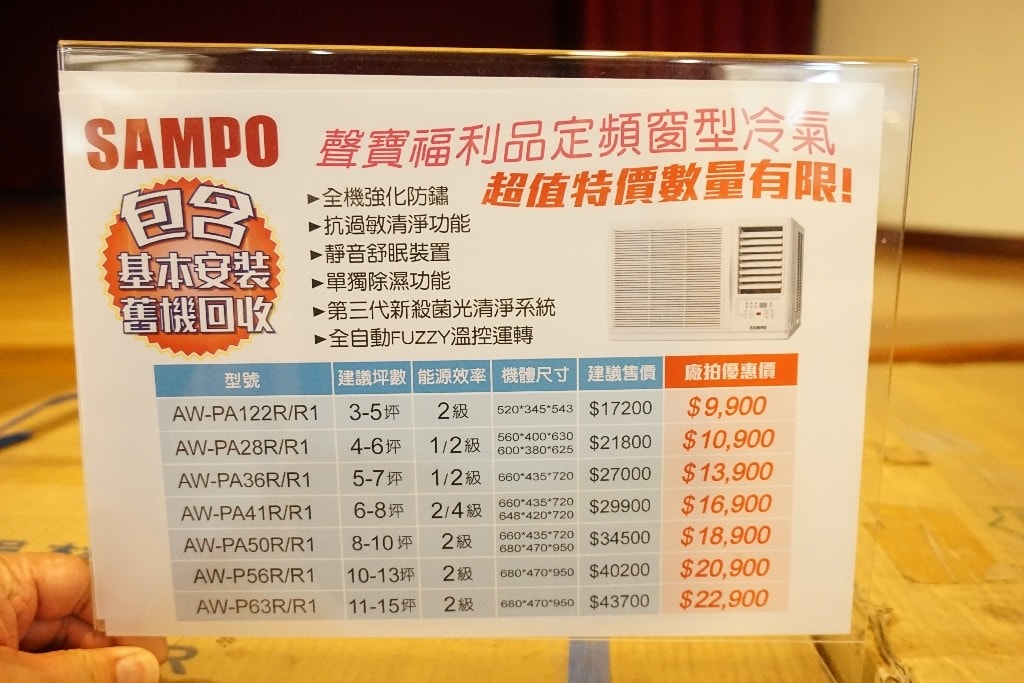 SAMPO
聲寶福利品定頻窗型冷氣
超值特價數量有限!
包含
基本安裝
舊機回收
►全機強化防鏽
►抗過敏清淨功能
►靜音舒眠裝置
►單獨除濕功能
►第三代新殺菌光清淨系統
►全自動FUZZY溫控運轉
SAMPO
型號 建議坪數 能源效率 機體尺寸 建議售價 廠拍優惠價
AW-PA122R/R1 3-5坪 2級 520*345*543 $17200 $9,900
AW-PA28R/R1 4-6坪 1/2級 560*400*630 600*380*625 $21800 $10,900
AW-PA36R/R1 5-7坪 1/2級 660*435*720 $27000 $13,900
AW-PA41R/R1 6-8坪 2/4級 660*435*720 648*420*720 $29900 $16,900
AW-PA50R/R1 8-10坪 2級 660*435*720 680*470*950 $34500 $18,900
AW-P56R/R1 10-13坪 2級 680*470*950 $40200 $20,900
AW-P63R/R1 11-15坪 2級 680*470*950 $43700 $22,900